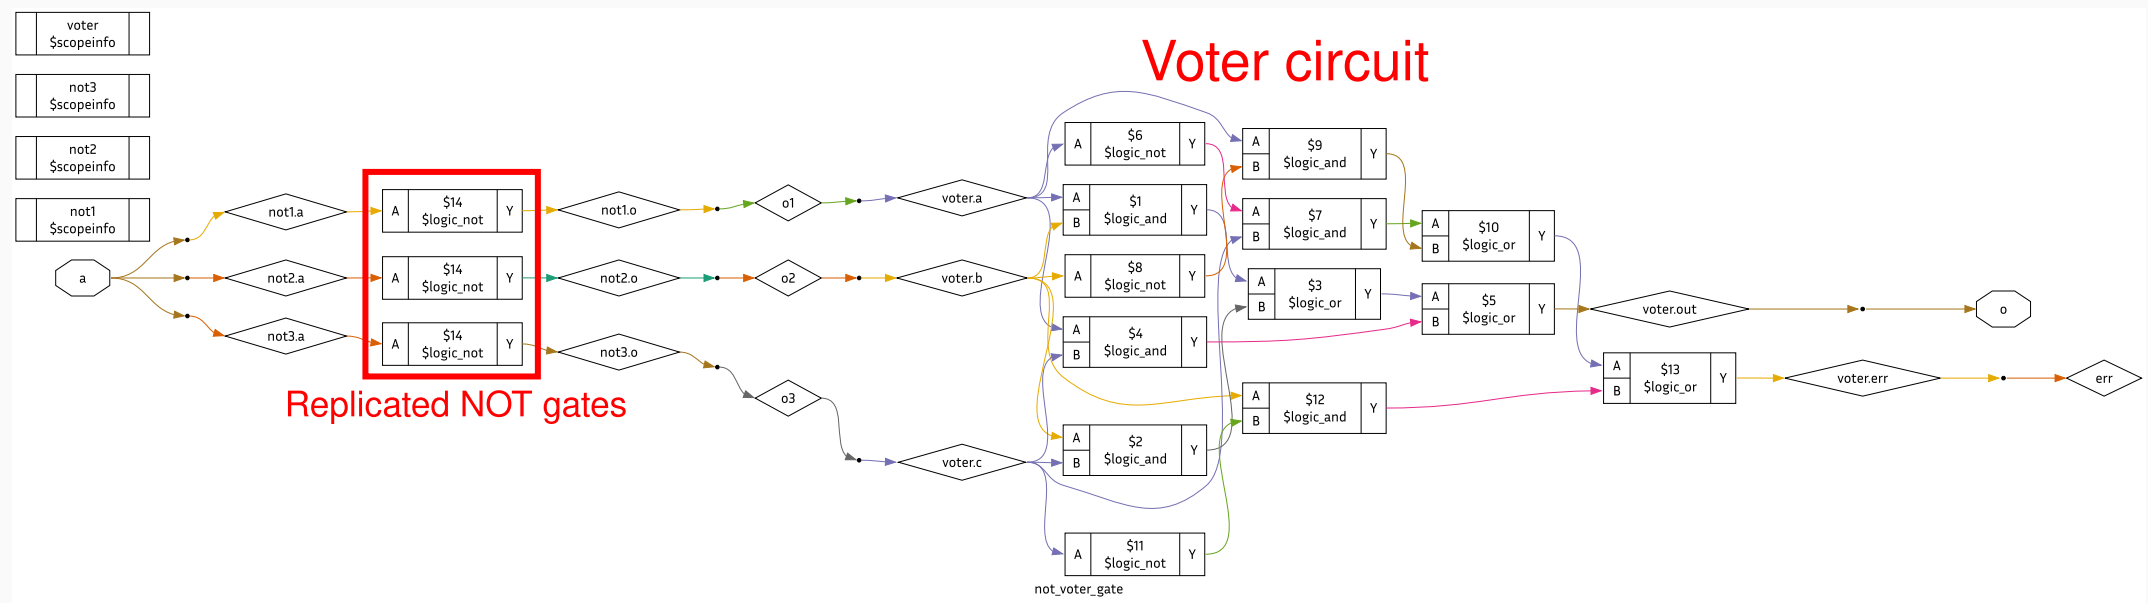 Voter circuit
voter
$scopeinfo
not3
$scopeinfo
not2
$scopeinfo
not1
$scopeinfo
a
not1.a
not2.a
not3.a
A $14 Y
$logic_not
A $14 Y
$logic_not
A $14 Y
$logic_not
Replicated NOT gates
not1.o
not2.o
not3.o
o1
o2
o3
voter.a
voter.b
voter.c
A $6 Y
$logic_not
A $1 Y
B $logic_and
A $8 Y
$logic_not
A $4 Y
B $logic_and
A $2 Y
B $logic_and
A $11 Y
$logic_not
A $9 Y
B $logic_and
A $7 Y
B $logic_and
A $3 Y
B $logic_or
A $12 Y
B $logic_and
A $10 Y
B $logic_or
A $5 Y
B $logic_or
voter.out
o
A $13 Y
B $logic_or
voter.err
err
not_voter_gate